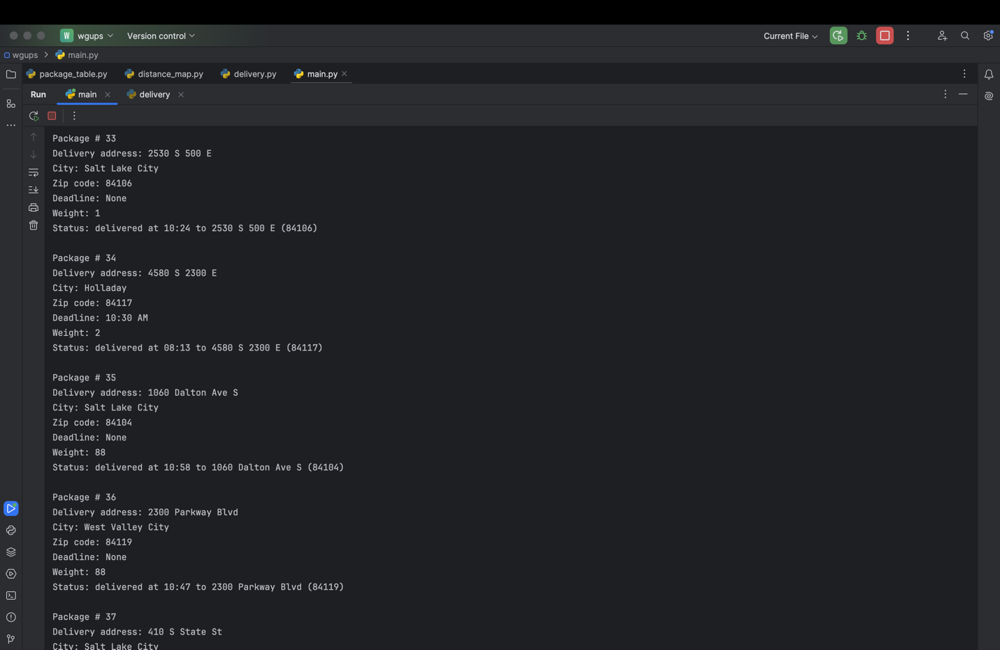 W wgups Version control Current File
wgups > main.py
package_table.py distance_map.py delivery.py main.py
Run main delivery
Package # 33
Delivery address: 2530 S 500 E
City: Salt Lake City
Zip code: 84106
Deadline: None
Weight: 1
Status: delivered at 10:24 to 2530 S 500 E (84106)
Package # 34
Delivery address: 4580 S 2300 E
City: Holladay
Zip code: 84117
Deadline: 10:30 AM
Weight: 2
Status: delivered at 08:13 to 4580 S 2300 E (84117)
Package # 35
Delivery address: 1060 Dalton Ave S
City: Salt Lake City
Zip code: 84104
Deadline: None
Weight: 88
Status: delivered at 10:58 to 1060 Dalton Ave S (84104)
Package # 36
Delivery address: 2300 Parkway Blvd
City: West Valley City
Zip code: 84119
Deadline: None
Weight: 88
Status: delivered at 10:47 to 2300 Parkway Blvd (84119)
Package # 37
Delivery address: 410 S State St
City: Salt Lake City